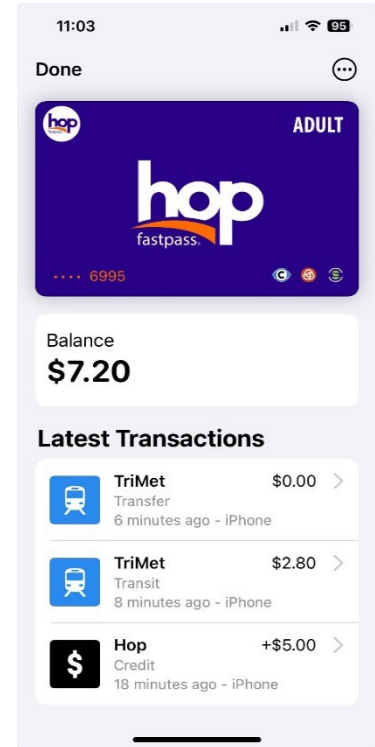 11:03
95
Done
hop
ADULT
hop
fastpass.
.... 6995
C
Balance
$7.20
Latest Transactions
TriMet
$0.00
Transfer
6 minutes ago - iPhone
TriMet
$2.80
Transit
8 minutes ago - iPhone
$
Hop
+$5.00
Credit
18 minutes ago - iPhone